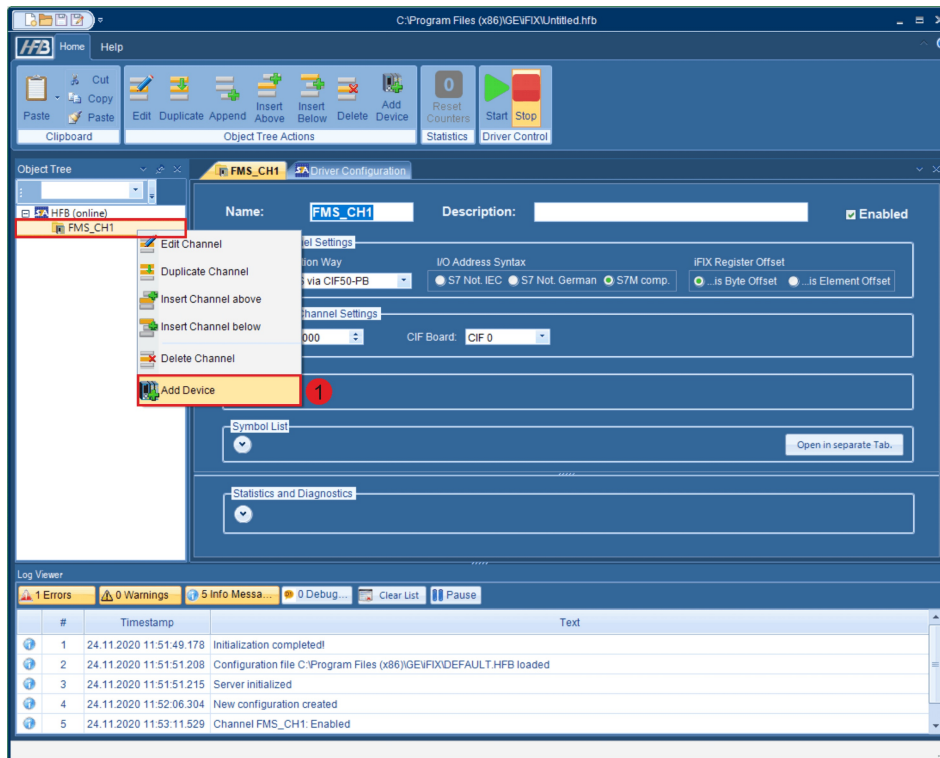 C:\Program Files (x86)\GE\iFIX\Untitled.hfb
HFB Home Help
Paste Cut
Copy
Paste
Clipboard
Edit Duplicate Append Insert Above Insert Below Delete Add Device
Object Tree Actions
0 Reset Counters
Statistics
Start Stop
Driver Control
Object Tree
HFB (online)
FMS_CH1
Edit Channel
Duplicate Channel
Insert Channel above
Insert Channel below
Delete Channel
Add Device
1
FMS_CH1 Driver Configuration
Name: FMS_CH1 Description: Enabled
el Settings
ion Way I/O Address Syntax iFIX Register Offset
via CIF50-PB S7 Not. IEC S7 Not. German S7M comp. ...is Byte Offset ...is Element Offset
Channel Settings
000 CIF Board: CIF 0
Symbol List
Open in separate Tab.
Statistics and Diagnostics
Log Viewer
1 Errors 0 Warnings 5 Info Messa... 0 Debug... Clear List Pause
# Timestamp Text
1 24.11.2020 11:51:49.178 Initialization completed!
2 24.11.2020 11:51:51.208 Configuration file C:\Program Files (x86)\GE\iFIX\DEFAULT.HFB loaded
3 24.11.2020 11:51:51.215 Server initialized
4 24.11.2020 11:52:06.304 New configuration created
5 24.11.2020 11:53:11.529 Channel FMS_CH1: Enabled